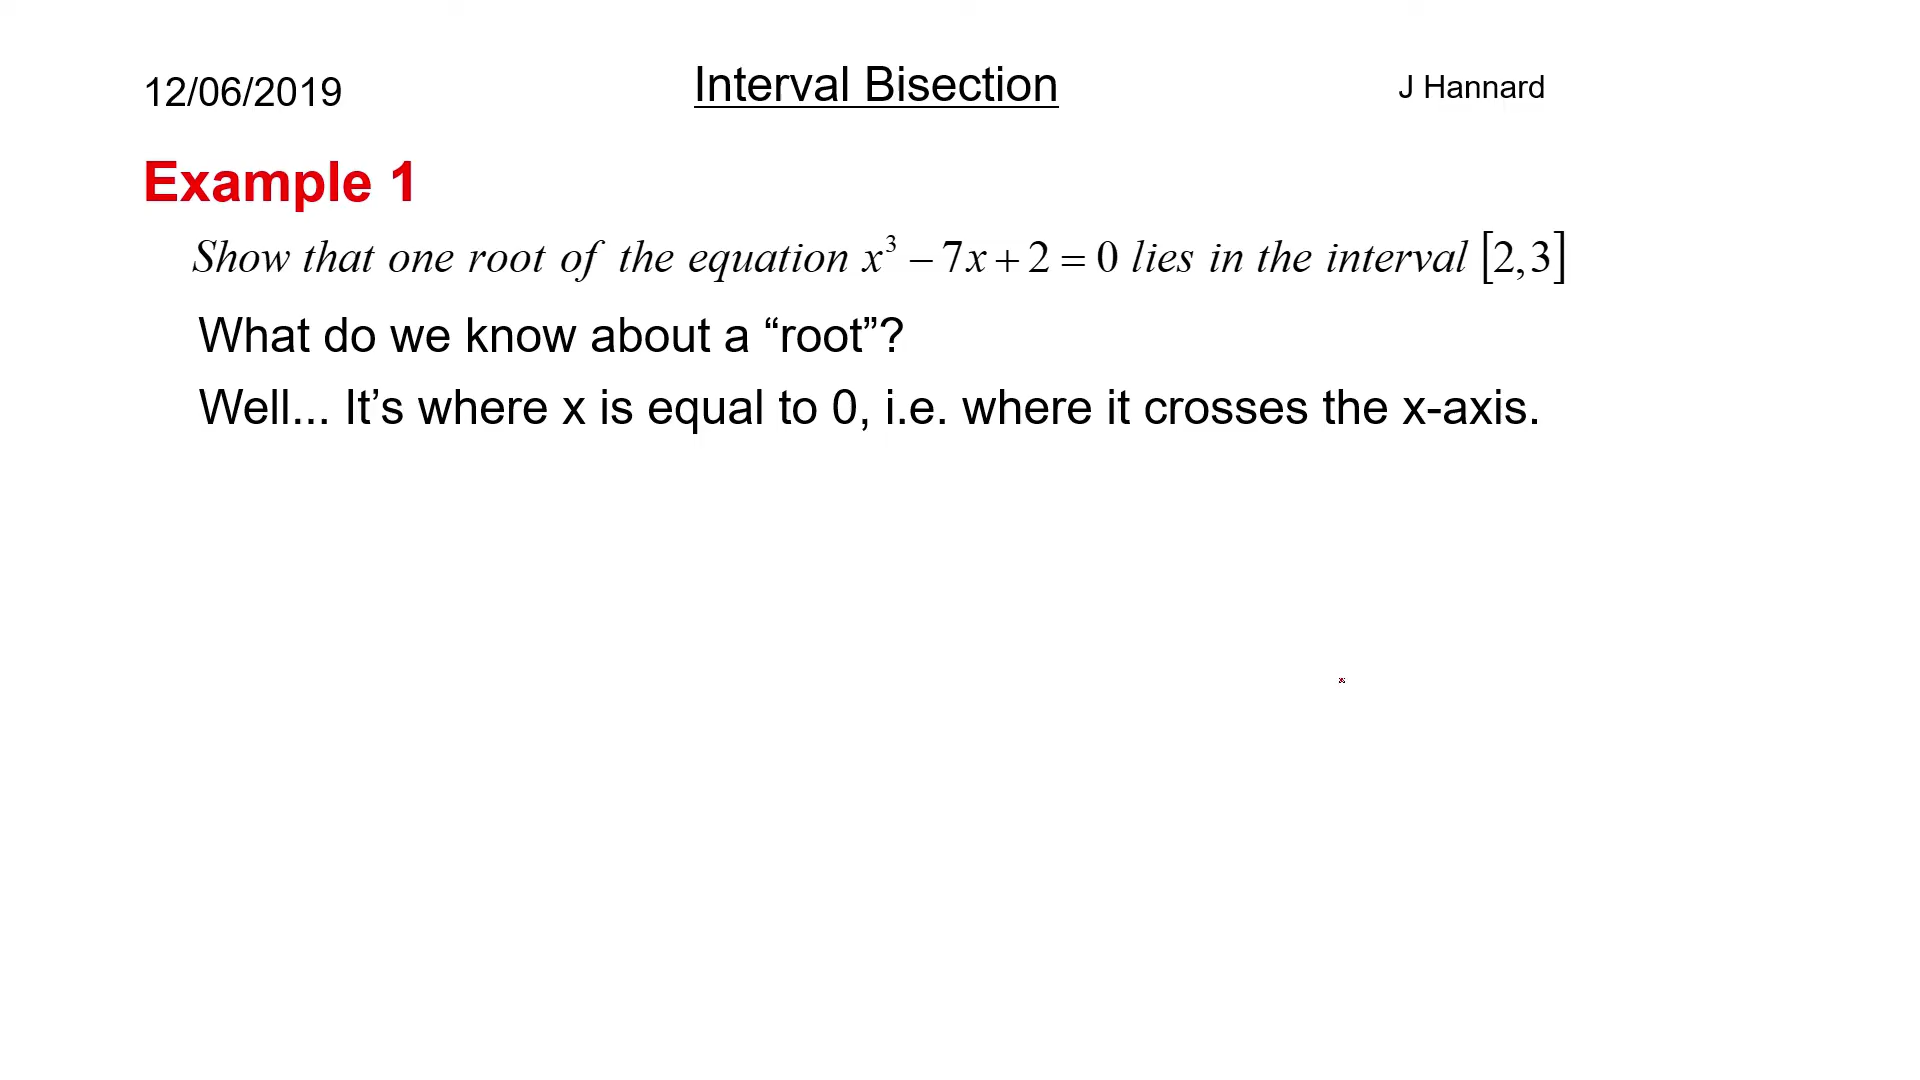 12/06/2019 Interval Bisection J Hannard
Example 1
Show that one root of the equation x³ − 7x + 2 = 0 lies in the interval [2,3]
What do we know about a “root”?
Well... It’s where x is equal to 0, i.e. where it crosses the x-axis.